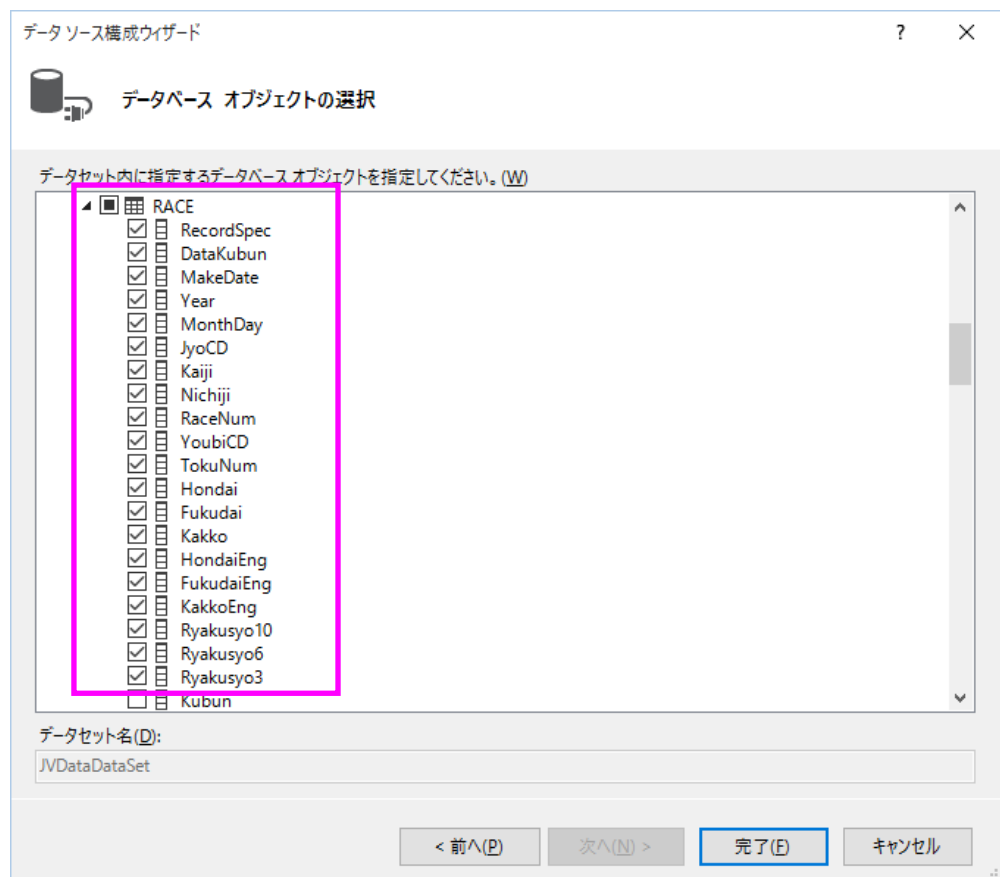 データ ソース構成ウィザード
?
データベース オブジェクトの選択
データセット内に指定するデータベース オブジェクトを指定してください。(W)
RACE
RecordSpec
DataKubun
MakeDate
Year
MonthDay
JyoCD
Kaiji
Nichiji
RaceNum
YoubiCD
TokuNum
Hondai
Fukudai
Kakko
HondaiEng
FukudaiEng
KakkoEng
Ryakusyo10
Ryakusyo6
Ryakusyo3
Kubun
データセット名(D):
JVDataDataSet
< 前へ(P) 次へ(N) > 完了(F) キャンセル